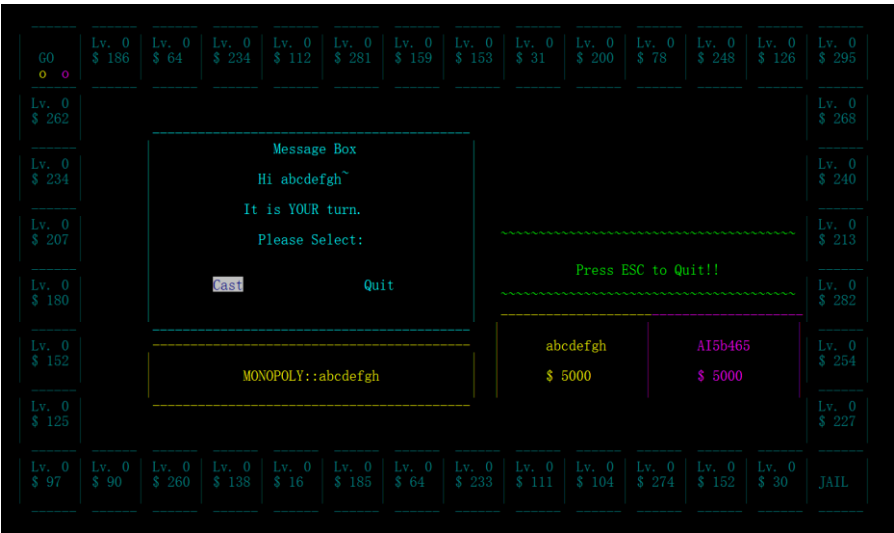 Lv. 0 Lv. 0 Lv. 0 Lv. 0 Lv. 0 Lv. 0 Lv. 0 Lv. 0 Lv. 0 Lv. 0 Lv. 0 Lv. 0 Lv. 0
GO $ 186 $ 64 $ 234 $ 112 $ 281 $ 159 $ 153 $ 31 $ 200 $ 78 $ 248 $ 126 $ 295
o o
Lv. 0 Lv. 0
$ 262 $ 268
Message Box
Lv. 0 Lv. 0
$ 234 Hi abcdefgh~ $ 240
It is YOUR turn.
Lv. 0 Lv. 0
$ 207 Please Select: $ 213
Press ESC to Quit!!
Lv. 0 Cast Quit Lv. 0
$ 180 $ 282
Lv. 0 abcdefgh AI5b465 Lv. 0
$ 152 $ 254
MONOPOLY::abcdefgh $ 5000 $ 5000
Lv. 0 Lv. 0
$ 125 $ 227
Lv. 0 Lv. 0 Lv. 0 Lv. 0 Lv. 0 Lv. 0 Lv. 0 Lv. 0 Lv. 0 Lv. 0 Lv. 0 Lv. 0 Lv. 0
$ 97 $ 90 $ 260 $ 138 $ 16 $ 185 $ 64 $ 233 $ 111 $ 104 $ 274 $ 152 $ 30 JAIL